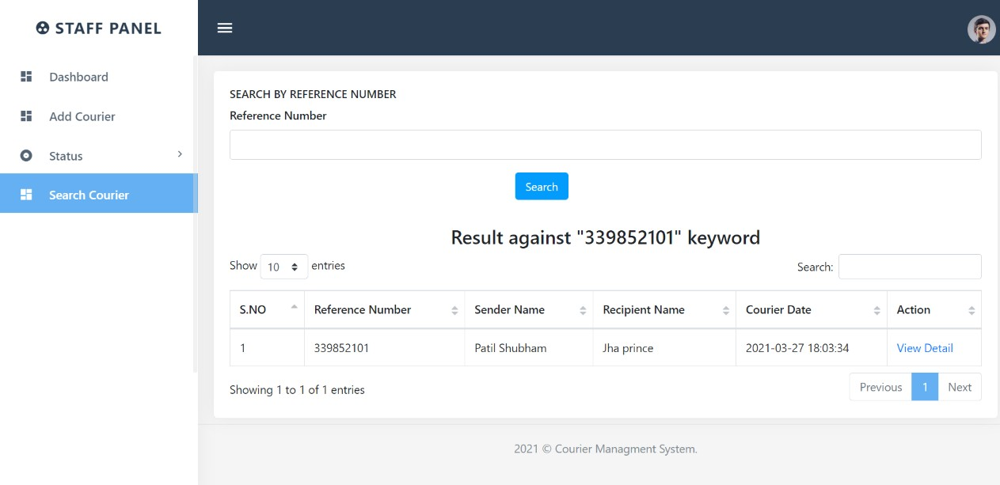 STAFF PANEL
Dashboard
Add Courier
Status
Search Courier
SEARCH BY REFERENCE NUMBER
Reference Number
Search
Result against "339852101" keyword
Show 10 entries Search:
S.NO Reference Number Sender Name Recipient Name Courier Date Action
1 339852101 Patil Shubham Jha prince 2021-03-27 18:03:34 View Detail
Showing 1 to 1 of 1 entries Previous 1 Next
2021 © Courier Managment System.